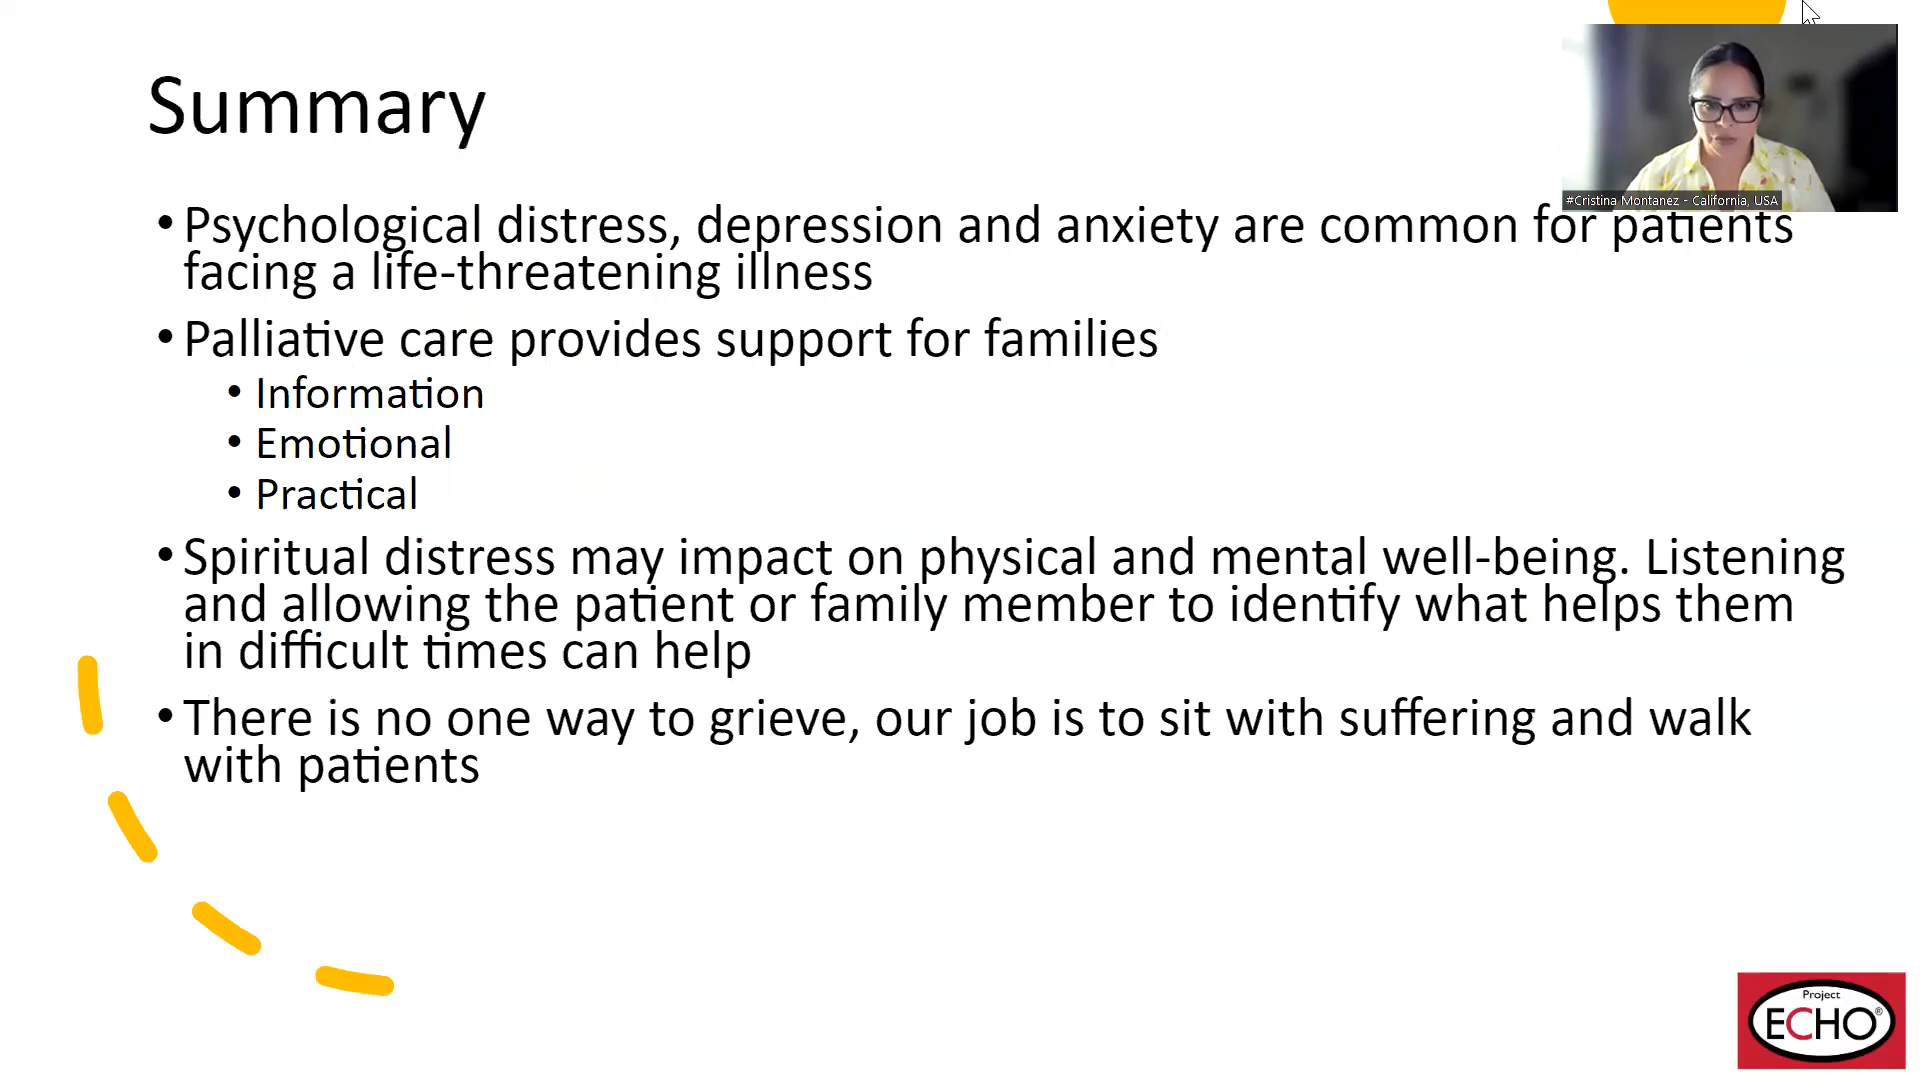 Summary
#Cristina Montanez - California, USA
• Psychological distress, depression and anxiety are common for patients
facing a life-threatening illness
• Palliative care provides support for families
• Information
• Emotional
• Practical
• Spiritual distress may impact on physical and mental well-being. Listening
and allowing the patient or family member to identify what helps them
in difficult times can help
• There is no one way to grieve, our job is to sit with suffering and walk
with patients
Project
ECHO®